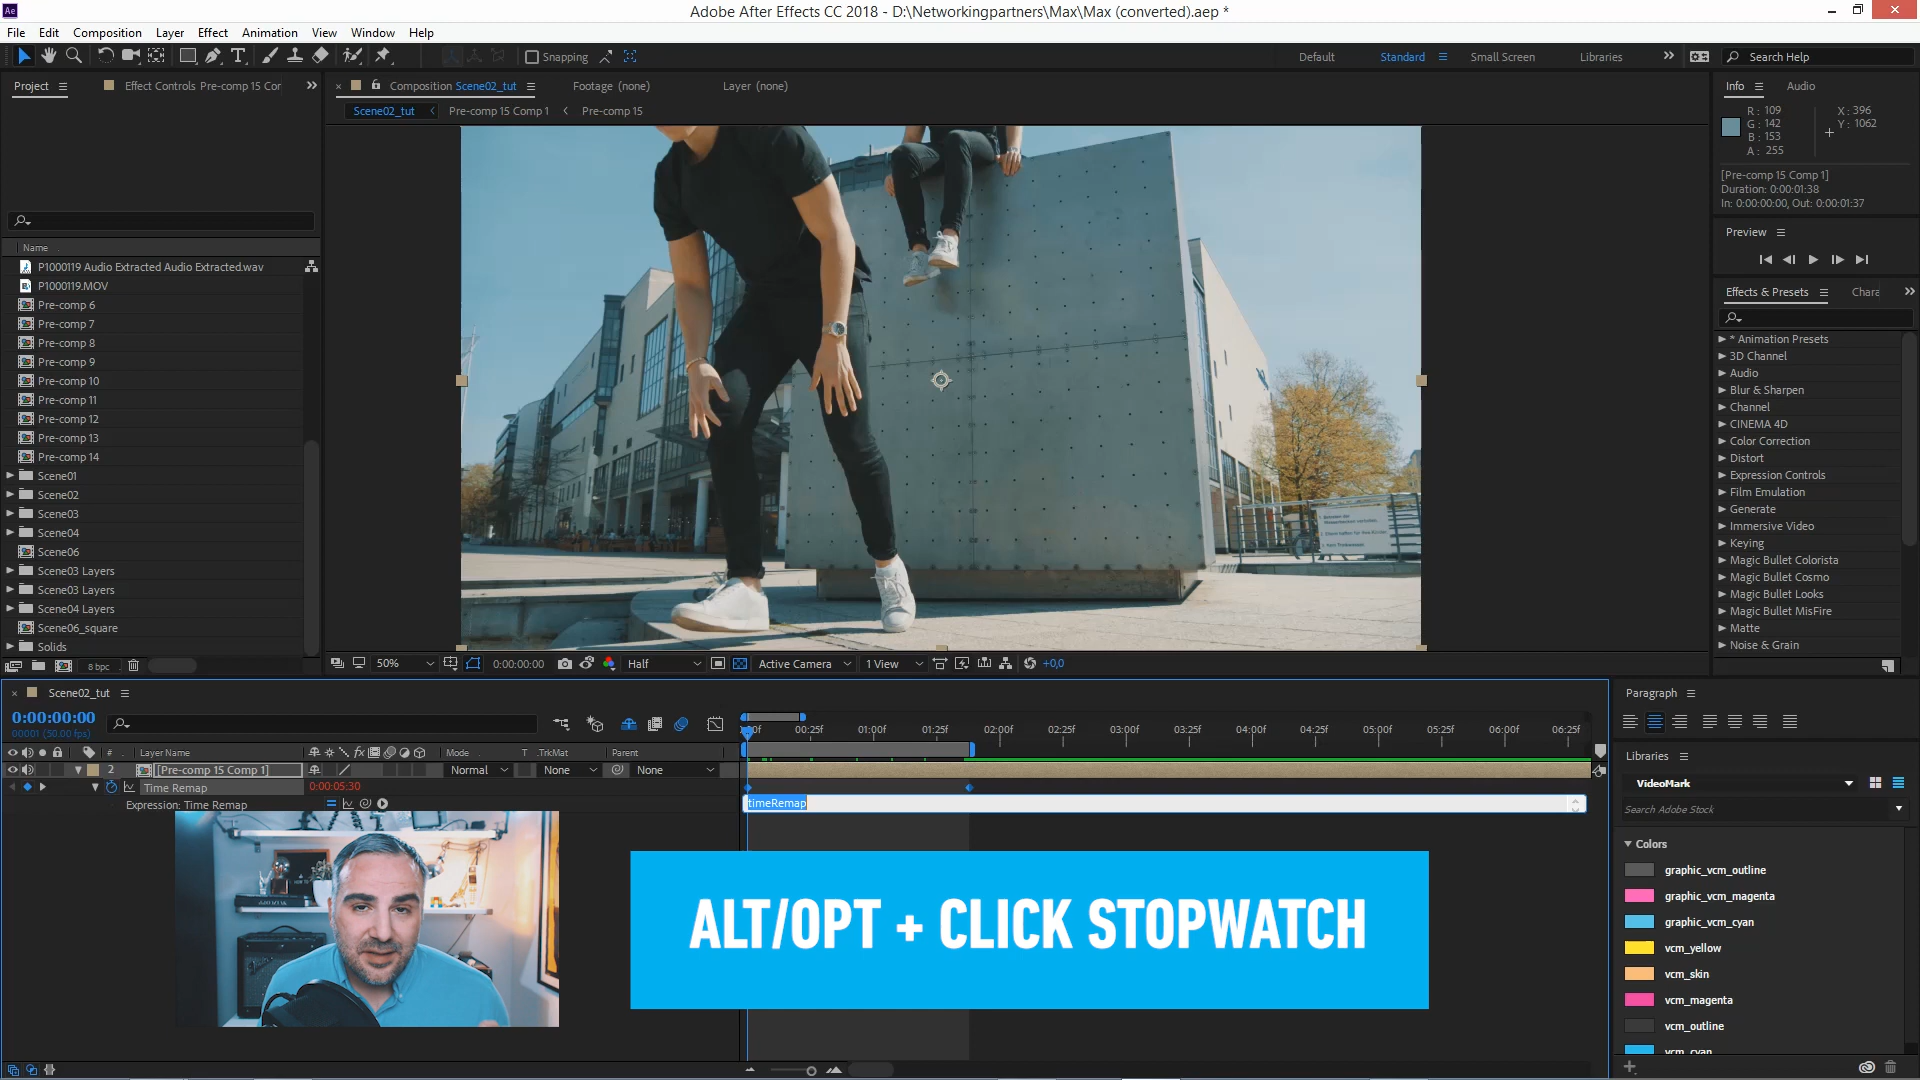 Ae
Adobe After Effects CC 2018 - D:\Networkingpartners\Max\Max (converted).aep *
File Edit Composition Layer Effect Animation View Window Help
Snapping
Default Standard Small Screen Libraries
Search Help
Project
Effect Controls Pre-comp 15 Cor
Composition Scene02_tut
Footage (none)
Layer (none)
Scene02_tut Pre-comp 15 Comp 1 Pre-comp 15
Name
P1000119 Audio Extracted Audio Extracted.wav
P1000119.MOV
Pre-comp 6
Pre-comp 7
Pre-comp 8
Pre-comp 9
Pre-comp 10
Pre-comp 11
Pre-comp 12
Pre-comp 13
Pre-comp 14
Scene01
Scene02
Scene03
Scene04
Scene06
Scene03 Layers
Scene03 Layers
Scene04 Layers
Scene06_square
Solids
8 bpc
50%
0:00:00:00
Half
Active Camera
1 View
+0,0
Info
Audio
R : 109
G : 142
B : 153
A : 255
X : 396
Y : 1062
[Pre-comp 15 Comp 1]
Duration: 0:00:01:38
In: 0:00:00:00, Out: 0:00:01:37
Preview
Effects & Presets
Chara
* Animation Presets
3D Channel
Audio
Blur & Sharpen
Channel
CINEMA 4D
Color Correction
Distort
Expression Controls
Film Emulation
Generate
Immersive Video
Keying
Magic Bullet Colorista
Magic Bullet Cosmo
Magic Bullet Looks
Magic Bullet MisFire
Matte
Noise & Grain
Scene02_tut
0:00:00:00
00001 (50.00 fps)
# Layer Name
Mode T .TrkMat Parent
2 [Pre-comp 15 Comp 1] Normal None None
Time Remap 0:00:05:30
Expression: Time Remap
00f 00:25f 01:00f 01:25f 02:00f 02:25f 03:00f 03:25f 04:00f 04:25f 05:00f 05:25f 06:00f 06:25f
timeRemap
ALT/OPT + CLICK STOPWATCH
Paragraph
Libraries
VideoMark
Search Adobe Stock
Colors
graphic_vcm_outline
graphic_vcm_magenta
graphic_vcm_cyan
vcm_yellow
vcm_skin
vcm_magenta
vcm_outline
vcm_cyan